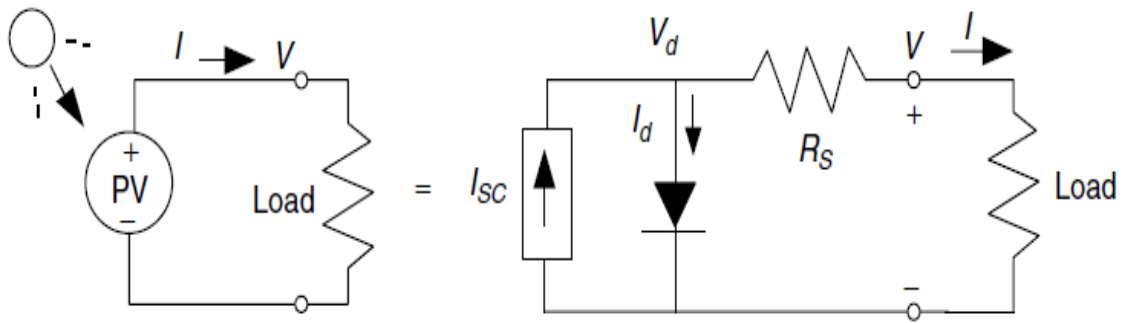 I V
+
PV
−
Load
=
I_SC
V_d
I_d
R_S
V I
+
−
Load